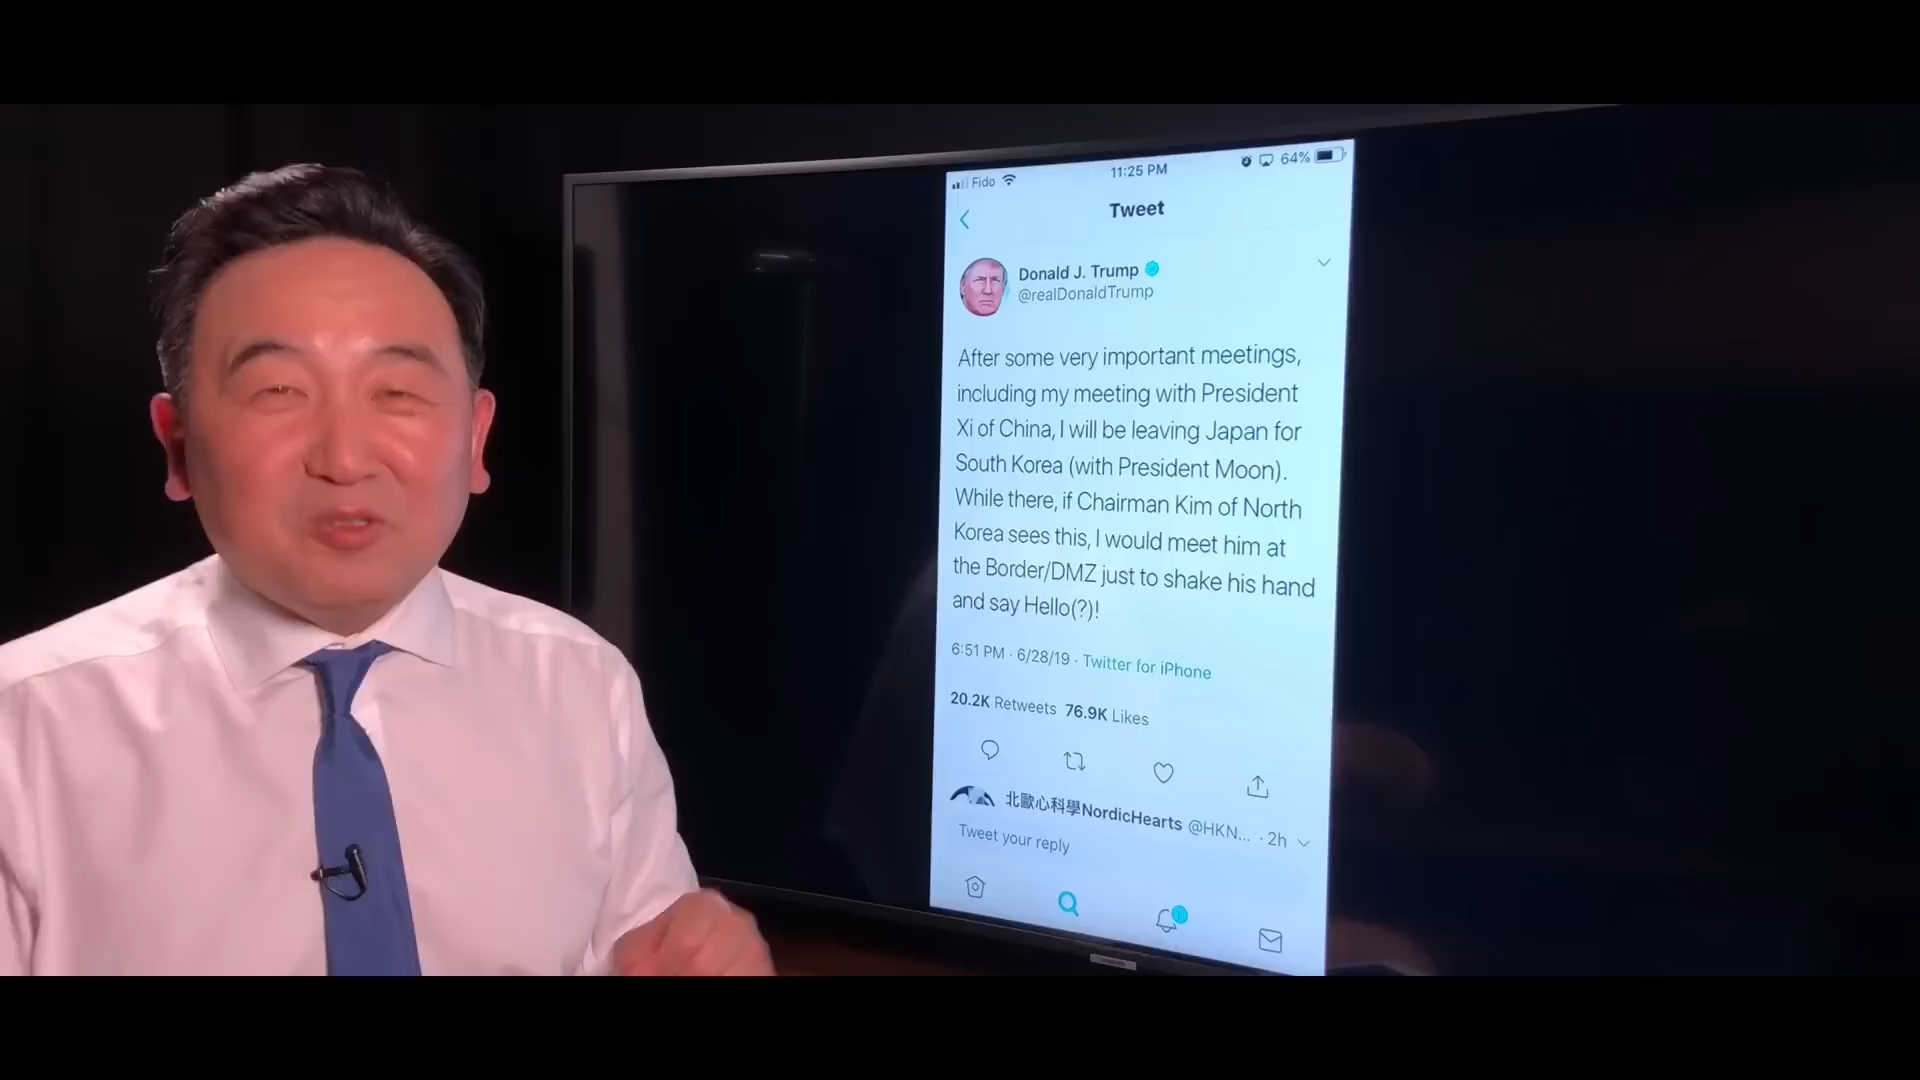 Fido 11:25 PM 64%
Tweet
Donald J. Trump
@realDonaldTrump
After some very important meetings,
including my meeting with President
Xi of China, I will be leaving Japan for
South Korea (with President Moon).
While there, if Chairman Kim of North
Korea sees this, I would meet him at
the Border/DMZ just to shake his hand
and say Hello(?)!
6:51 PM · 6/28/19 · Twitter for iPhone
20.2K Retweets 76.9K Likes
北歐心科學NordicHearts @HKN... · 2h
Tweet your reply